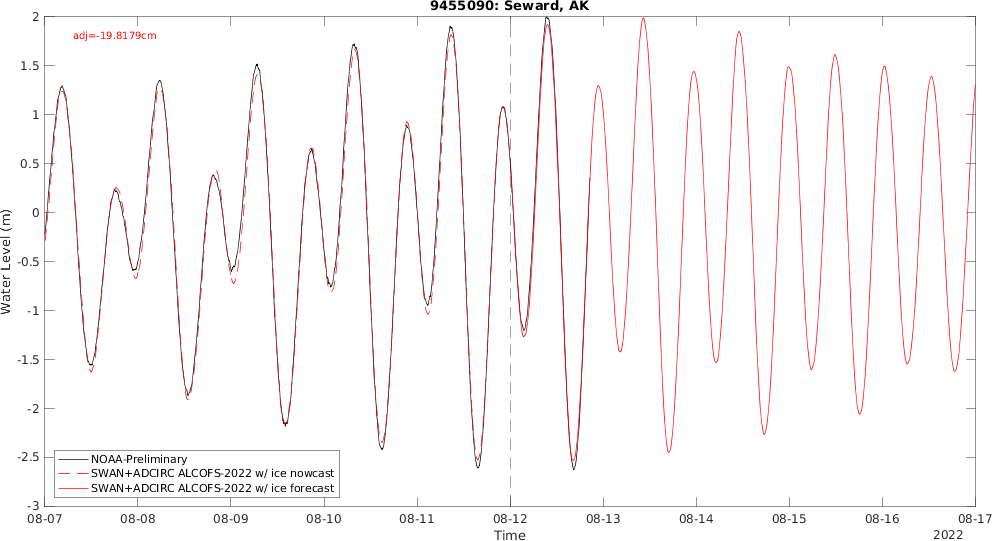 9455090: Seward, AK
adj=-19.8179cm
2
1.5
1
0.5
0
-0.5
-1
-1.5
-2
-2.5
-3
Water Level (m)
NOAA-Preliminary
SWAN+ADCIRC ALCOFS-2022 w/ ice nowcast
SWAN+ADCIRC ALCOFS-2022 w/ ice forecast
08-07 08-08 08-09 08-10 08-11 08-12 08-13 08-14 08-15 08-16 08-17
Time
2022